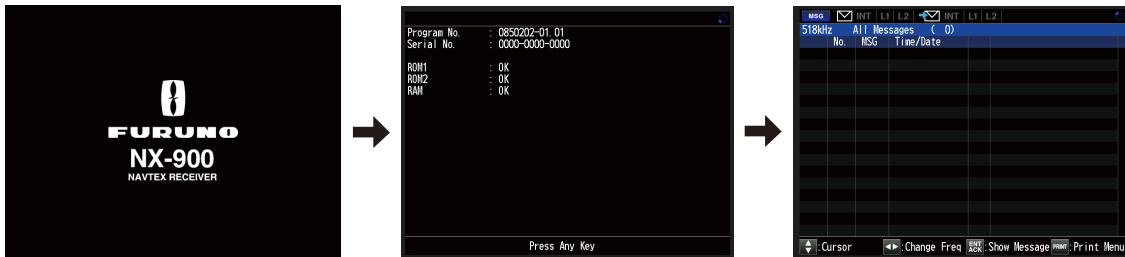 FURUNO
NX-900
NAVTEX RECEIVER
Program No. : 0850202-01.01
Serial No. : 0000-0000-0000
ROM1 : OK
ROM2 : OK
RAM : OK
Press Any Key
MSG INT L1 L2 INT L1 L2
518kHz All Messages ( 0)
No. MSG Time/Date
:Cursor :Change Freq ENT ACK :Show Message PRINT :Print Menu